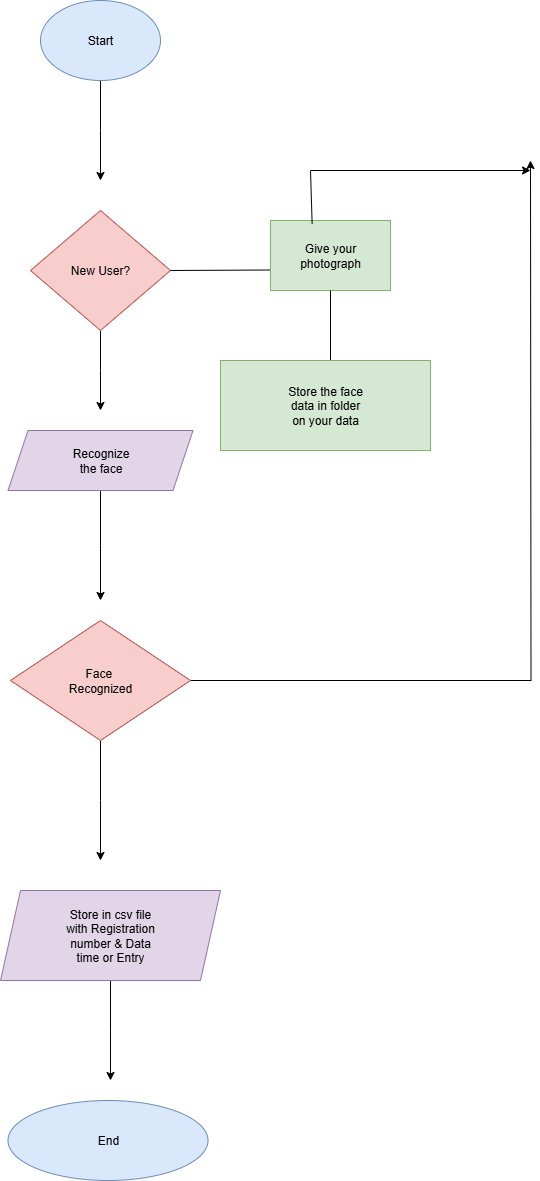 Start
New User?
Give your
photograph
Store the face
data in folder
on your data
Recognize
the face
Face
Recognized
Store in csv file
with Registration
number & Data
time or Entry
End